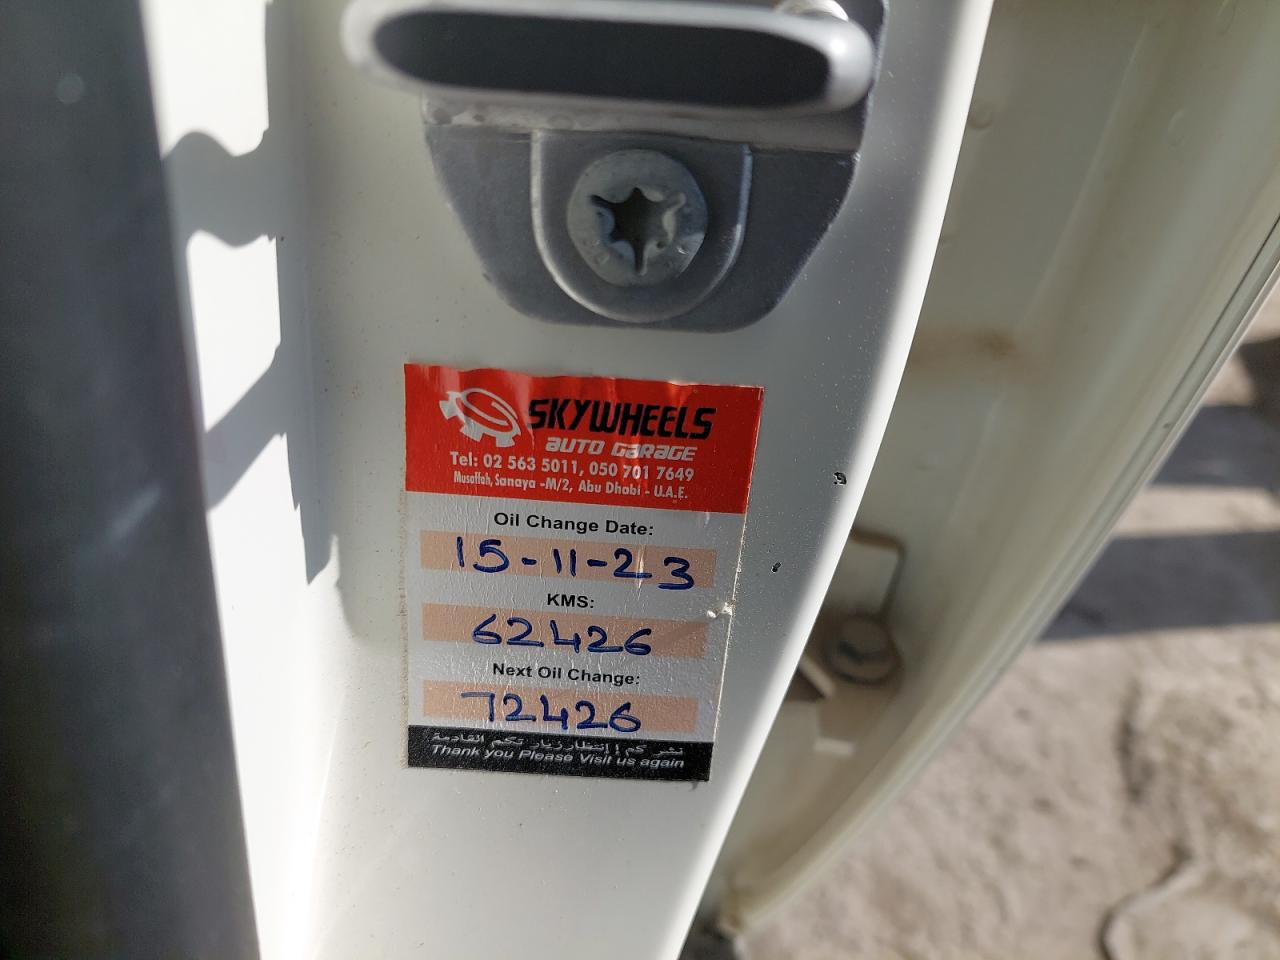 SKYWHEELS
AUTO GARAGE
Tel: 02 563 5011, 050 701 7649
Musaffah, Sanaya -M/2, Abu Dhabi - U.A.E.
Oil Change Date:
15-11-23
KMS:
62426
Next Oil Change:
72426
القادمة
Thank you Please Visit us again